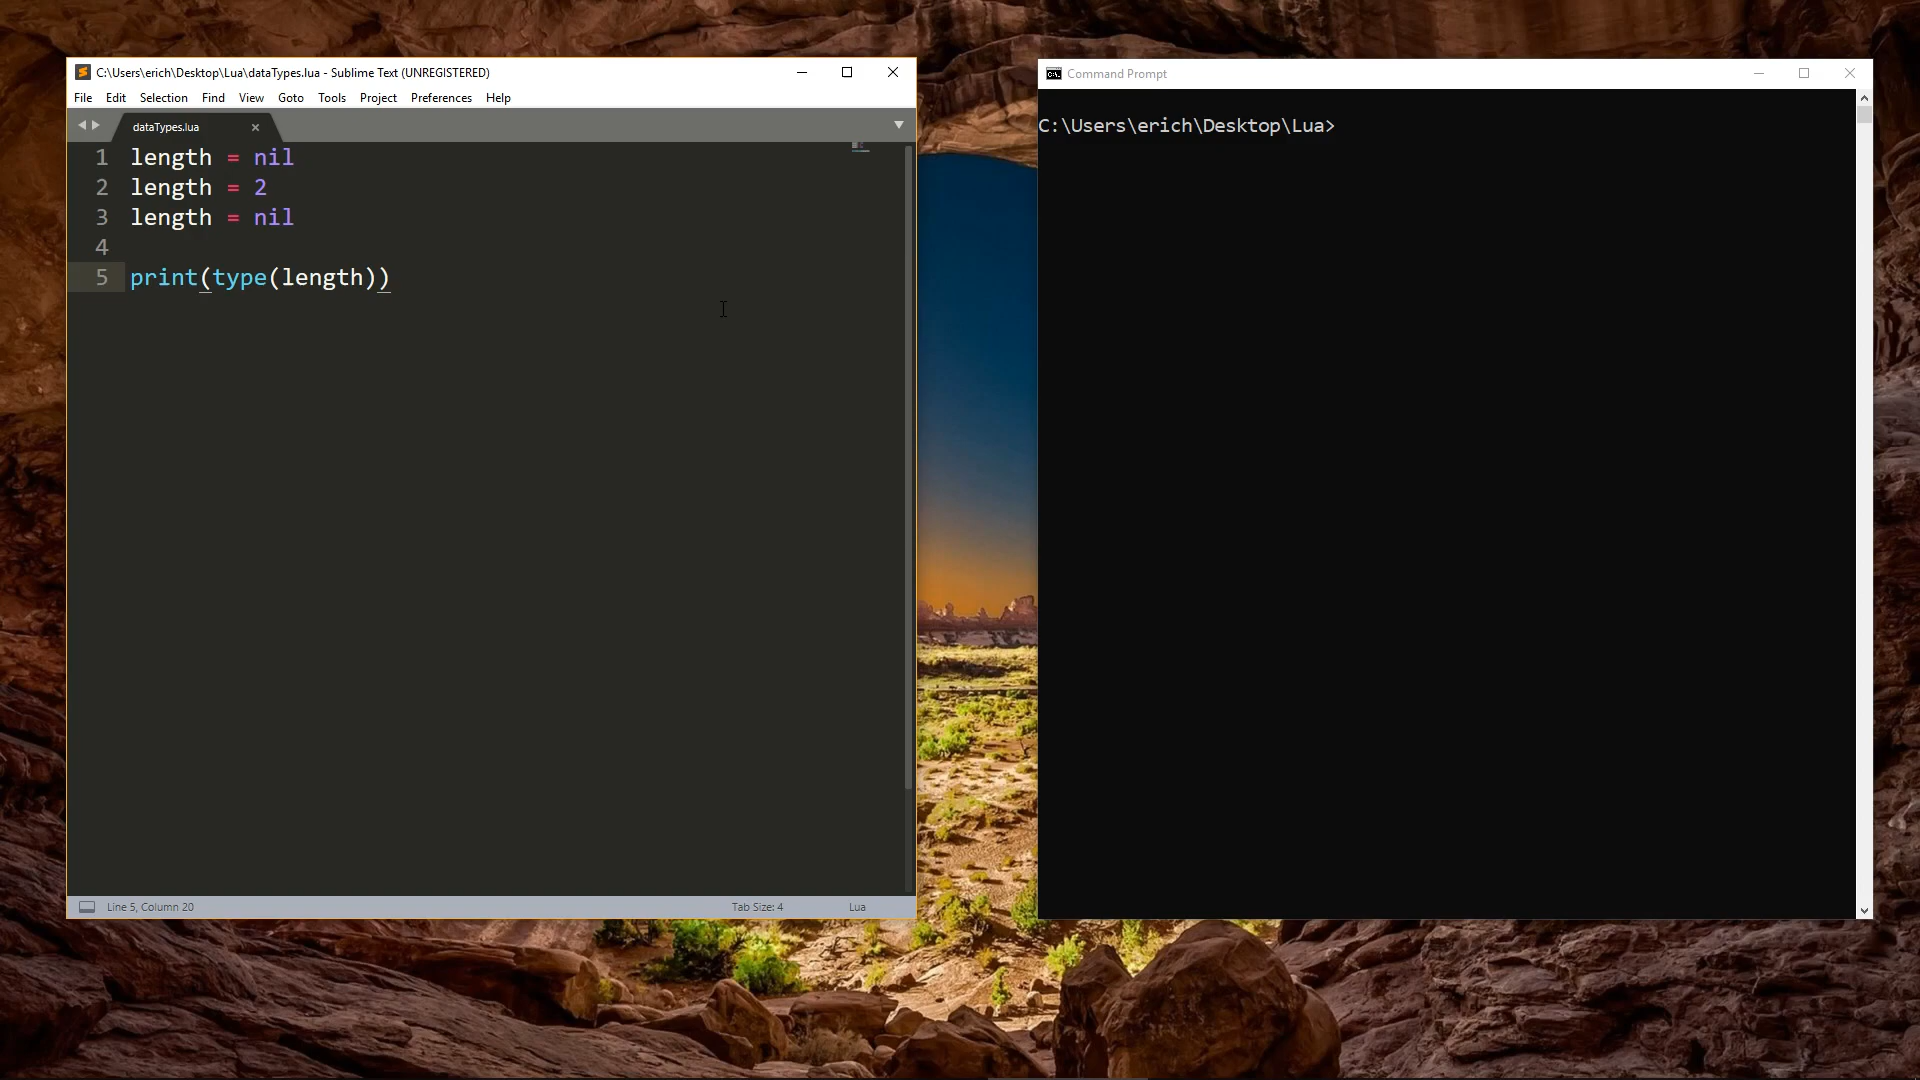 C:\Users\erich\Desktop\Lua\dataTypes.lua - Sublime Text (UNREGISTERED)
File Edit Selection Find View Goto Tools Project Preferences Help
dataTypes.lua
1 length = nil
2 length = 2
3 length = nil
4
5 print(type(length))
Line 5, Column 20
Tab Size: 4
Lua
Command Prompt
C:\Users\erich\Desktop\Lua>